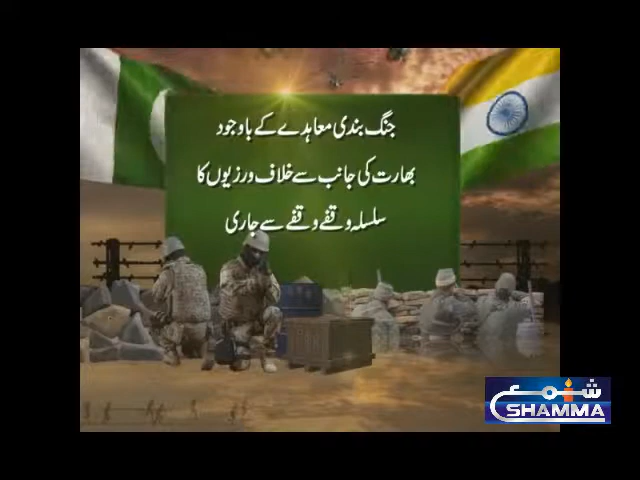 جنگ بندی معاہدے کے باوجود
بھارت کی جانب سے خلاف ورزیوں کا
سلسلہ وقفے وقفے سے جاری
شمع
SHAMMA